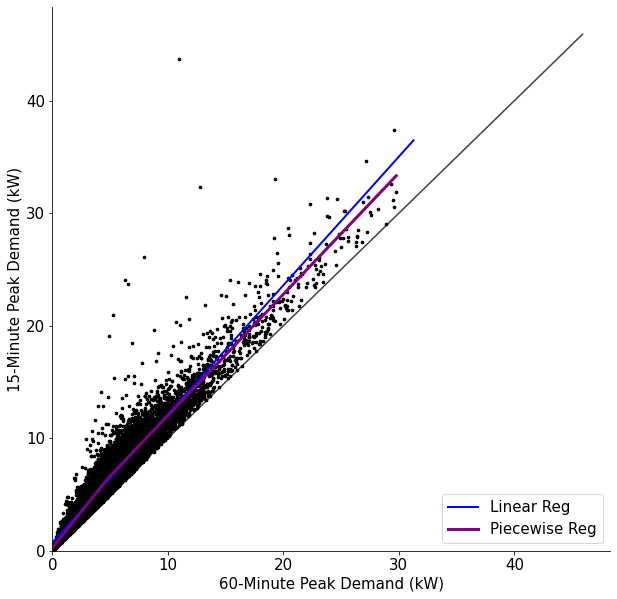 40
30
20
10
0
15-Minute Peak Demand (kW)
0 10 20 30 40
60-Minute Peak Demand (kW)
Linear Reg
Piecewise Reg